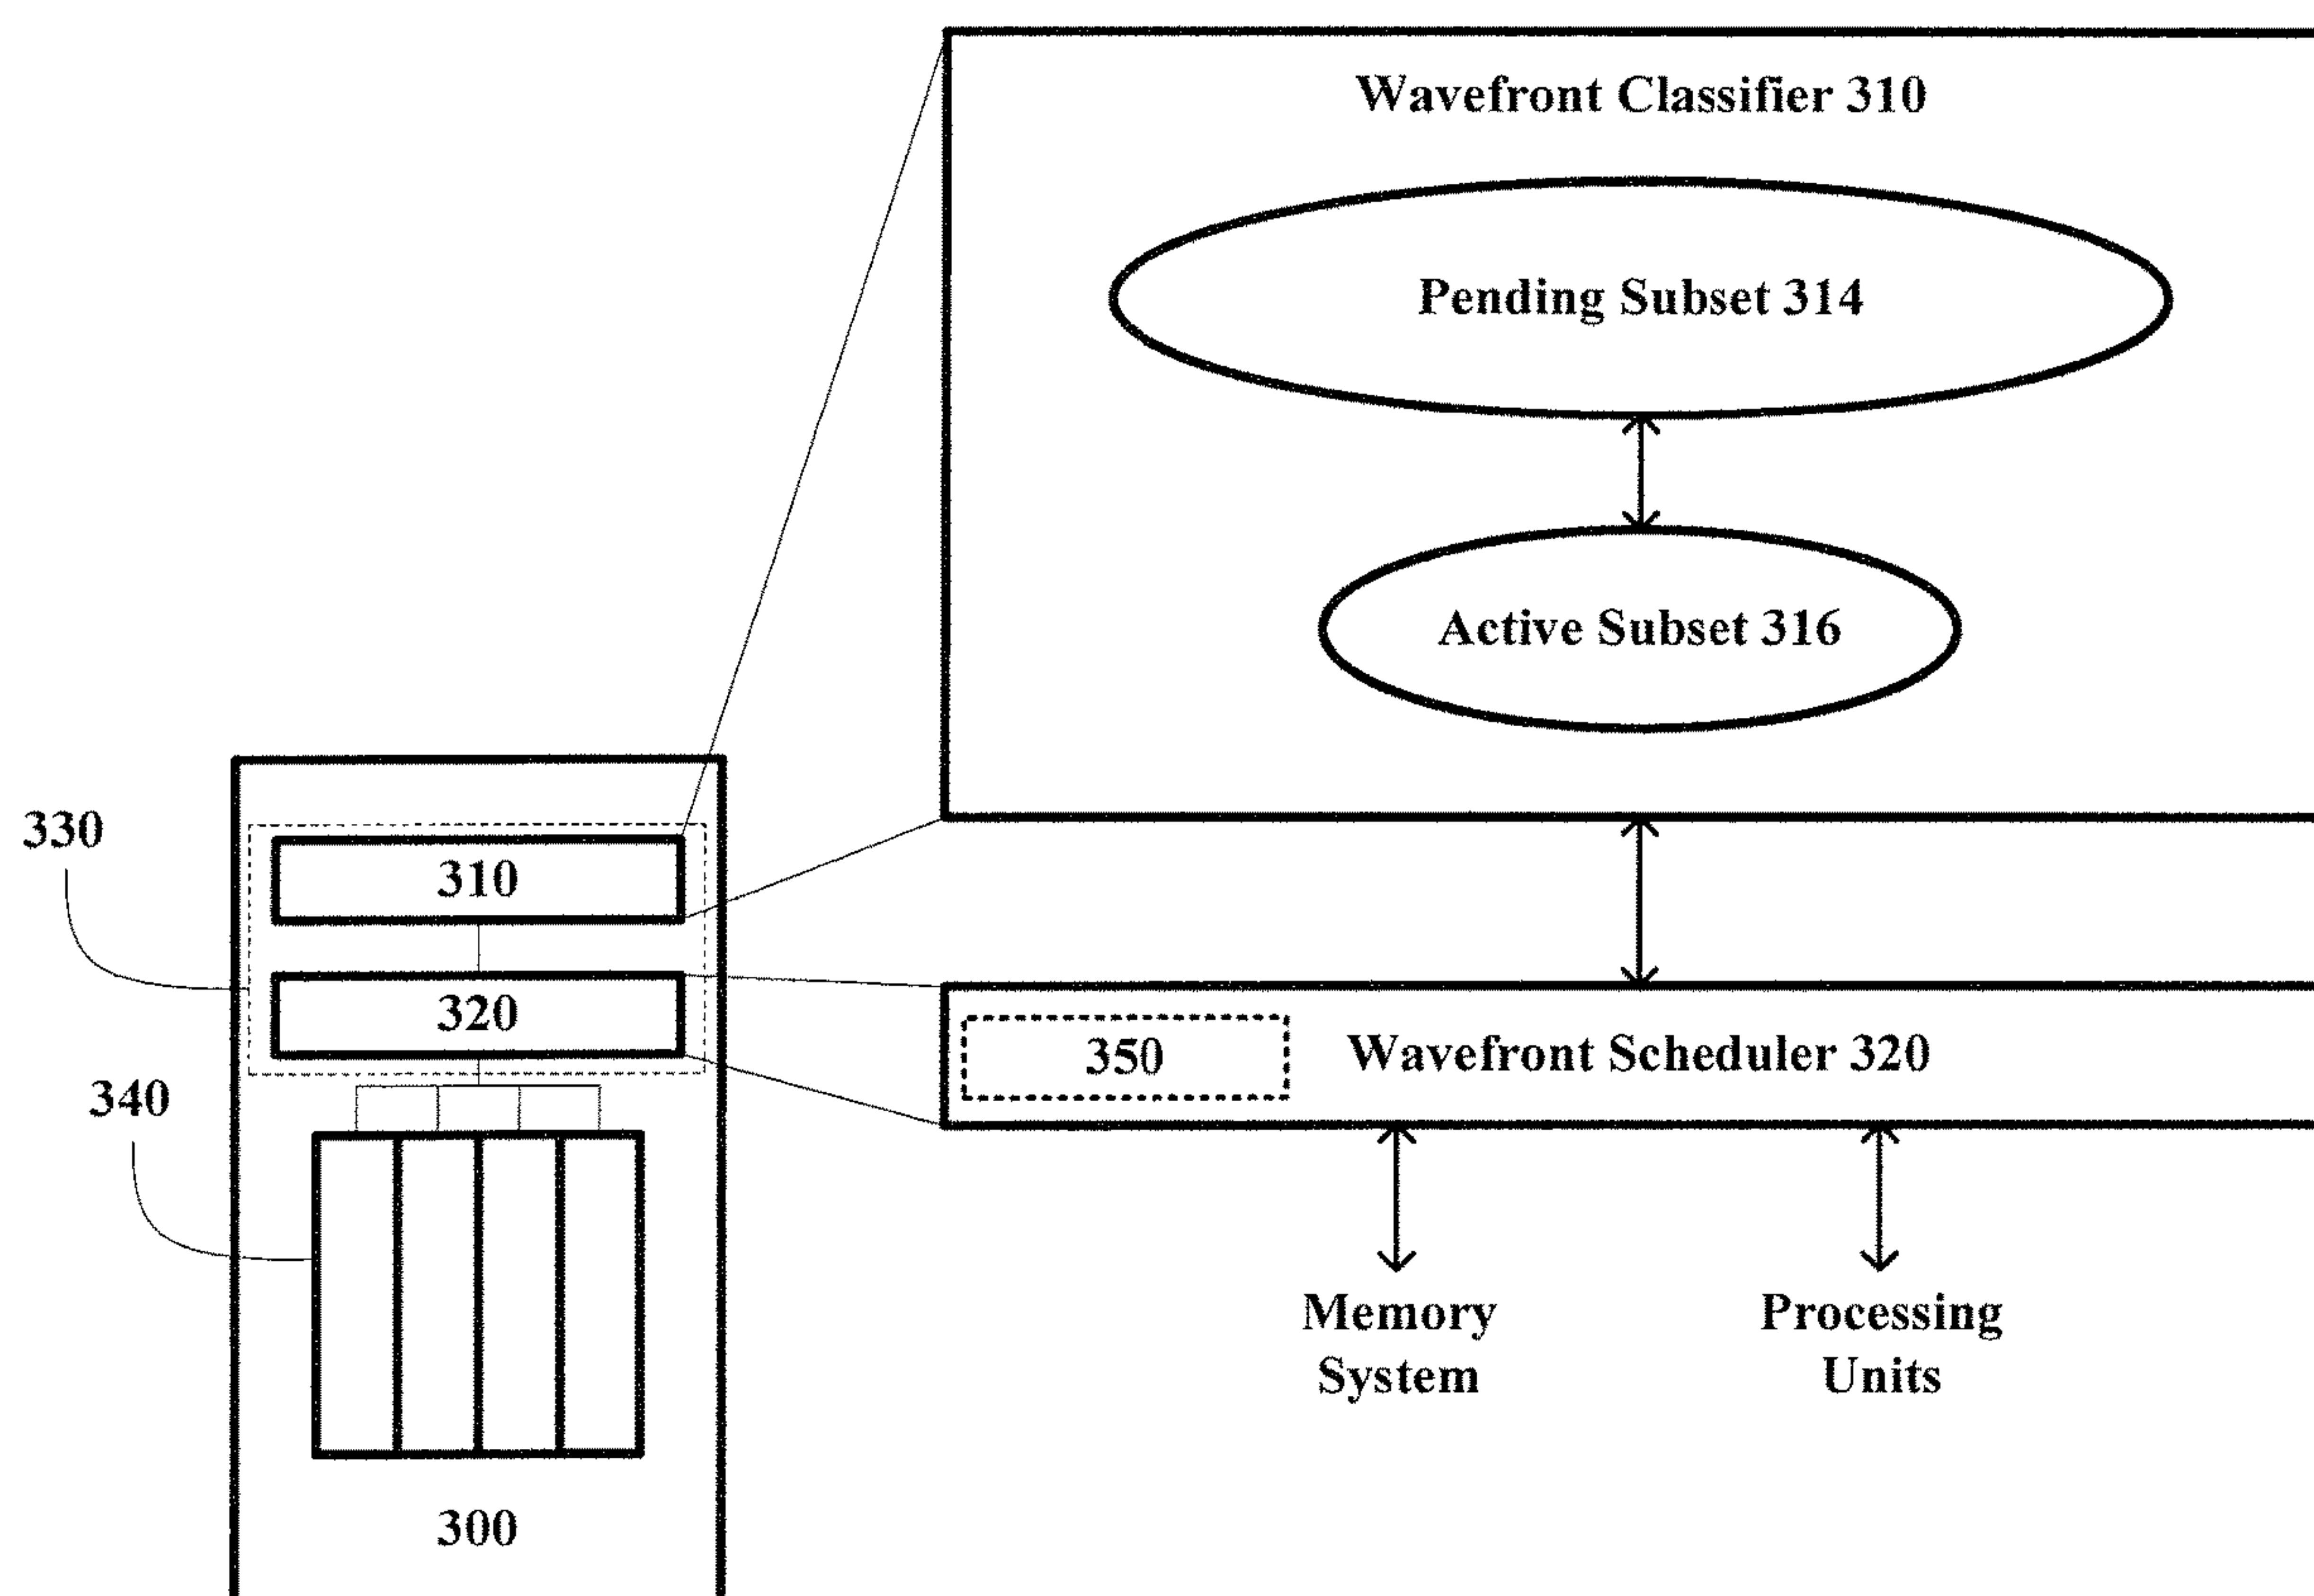 Wavefront Classifier 310
Pending Subset 314
Active Subset 316
330
310
320
340
300
350
Wavefront Scheduler 320
Memory
System
Processing
Units